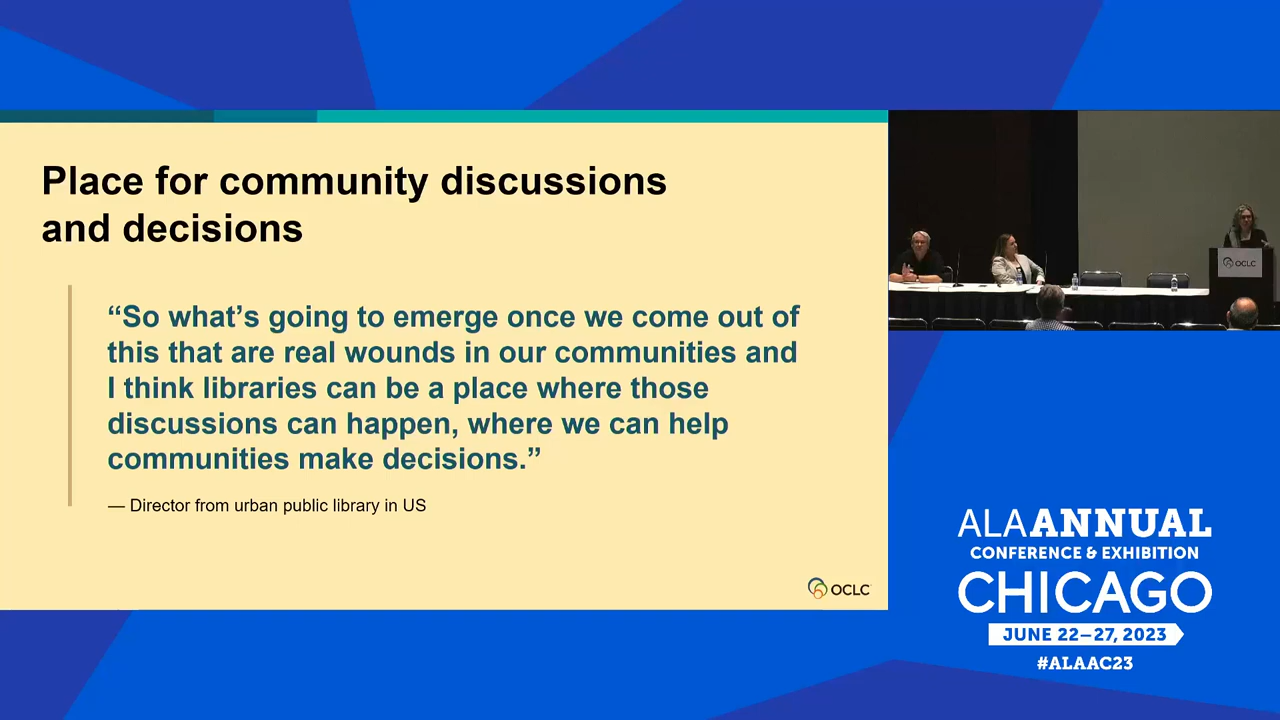 Place for community discussions
and decisions
“So what’s going to emerge once we come out of
this that are real wounds in our communities and
I think libraries can be a place where those
discussions can happen, where we can help
communities make decisions.”
— Director from urban public library in US
OCLC
OCLC
ALAANNUAL
CONFERENCE & EXHIBITION
CHICAGO
JUNE 22–27, 2023
#ALAAC23